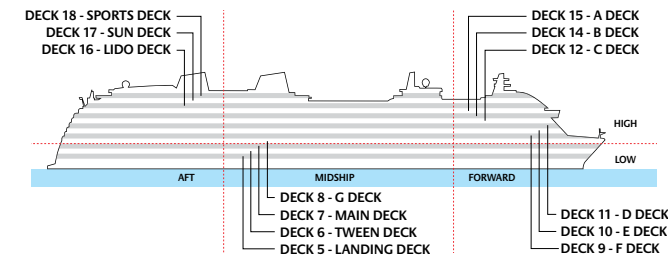 DECK 18 - SPORTS DECK
DECK 17 - SUN DECK
DECK 16 - LIDO DECK
DECK 15 - A DECK
DECK 14 - B DECK
DECK 12 - C DECK
HIGH
LOW
AFT
MIDSHIP
FORWARD
DECK 8 - G DECK
DECK 7 - MAIN DECK
DECK 6 - TWEEN DECK
DECK 5 - LANDING DECK
DECK 11 - D DECK
DECK 10 - E DECK
DECK 9 - F DECK